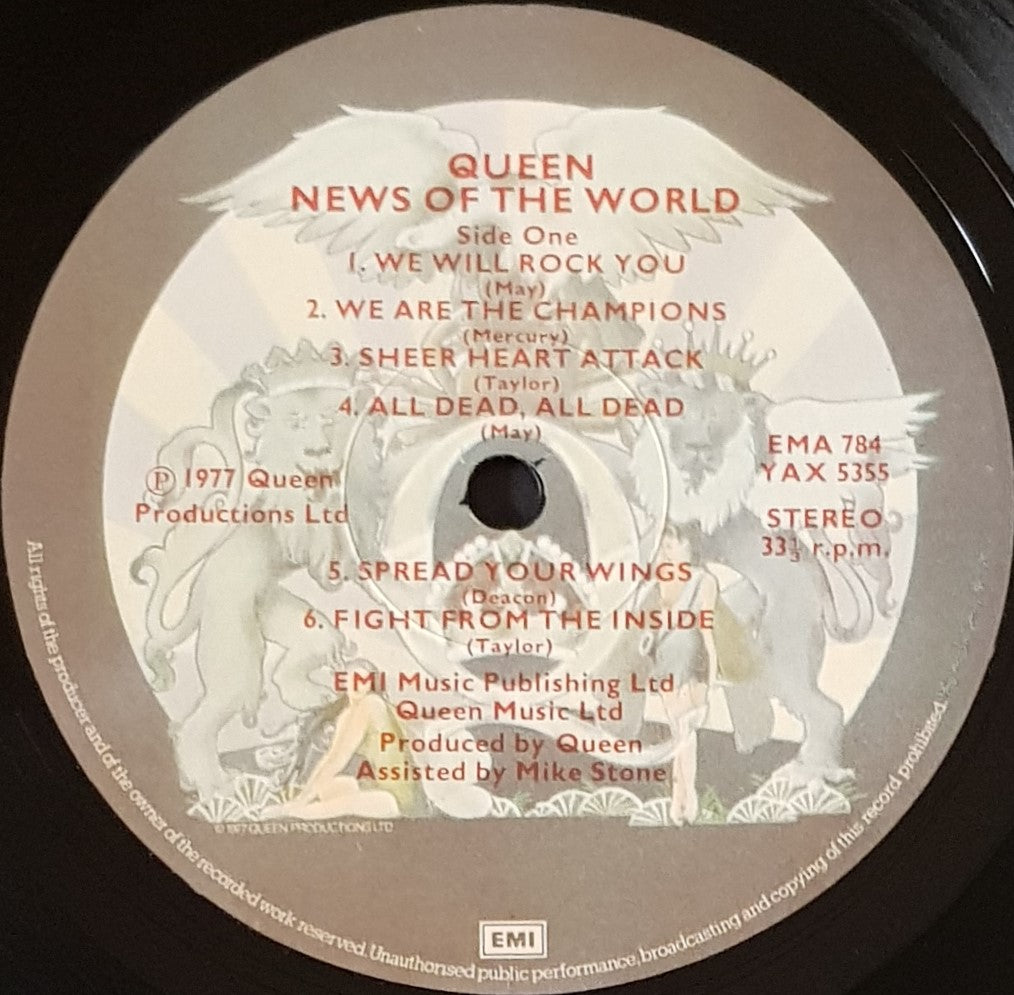 QUEEN
NEWS OF THE WORLD
Side One
1. WE WILL ROCK YOU
(May)
2. WE ARE THE CHAMPIONS
(Mercury)
3. SHEER HEART ATTACK
(Taylor)
4. ALL DEAD, ALL DEAD
(May)
Ⓟ 1977 Queen
Productions Ltd
EMA 784
YAX 5355
STEREO
33⅓ r.p.m.
5. SPREAD YOUR WINGS
(Deacon)
6. FIGHT FROM THE INSIDE
(Taylor)
EMI Music Publishing Ltd
Queen Music Ltd
Produced by Queen
Assisted by Mike Stone
© 1977 QUEEN PRODUCTIONS LTD
EMI
All rights of the producer and of the owner of the recorded work reserved. Unauthorised public performance, broadcasting and copying of this record prohibited.